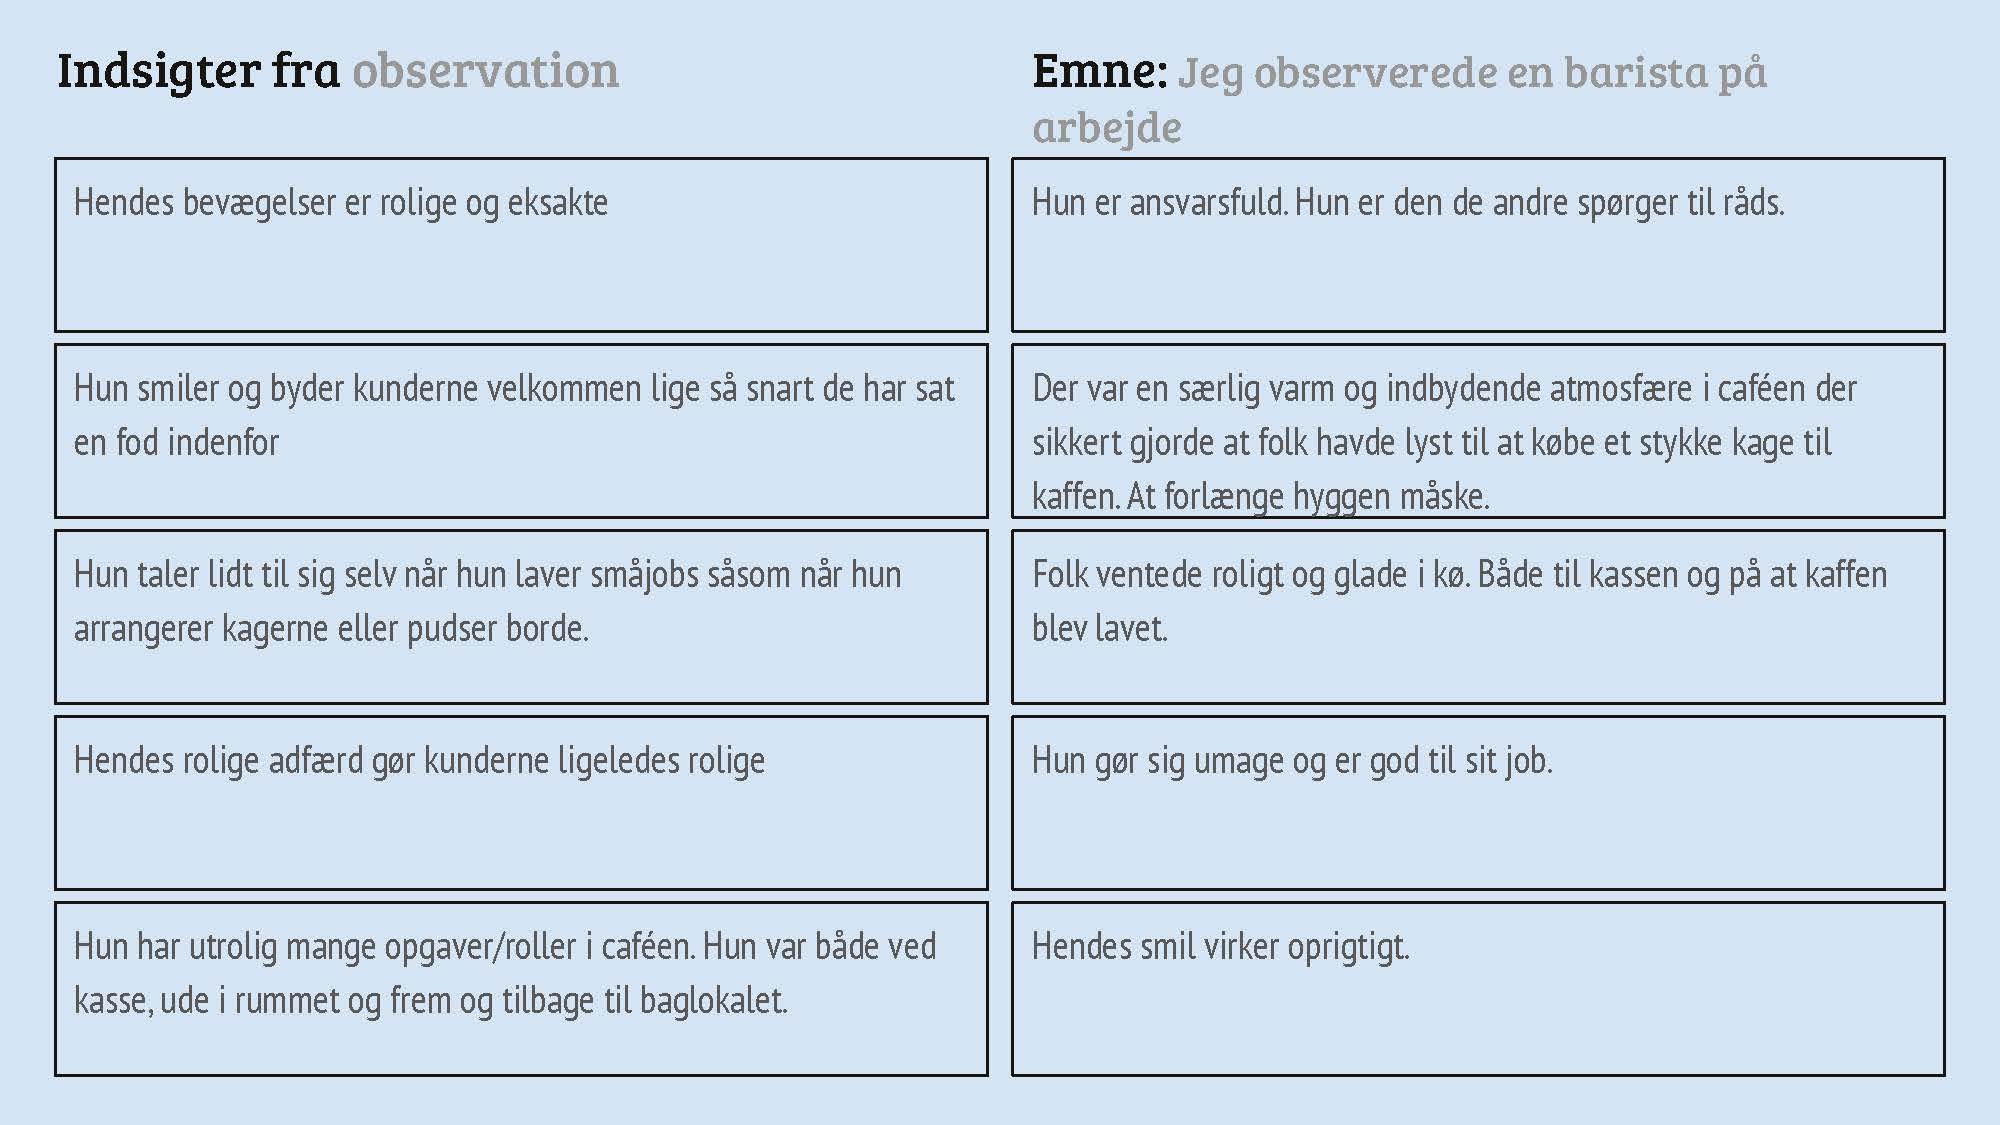 Indsigter fra observation
Emne: Jeg observerede en barista på
arbejde
Hendes bevægelser er rolige og eksakte
Hun smiler og byder kunderne velkommen lige så snart de har sat
en fod indenfor
Hun taler lidt til sig selv når hun laver småjobs såsom når hun
arrangerer kagerne eller pudser borde.
Hendes rolige adfærd gør kunderne ligeledes rolige
Hun har utrolig mange opgaver/roller i caféen. Hun var både ved
kasse, ude i rummet og frem og tilbage til baglokalet.
Hun er ansvarsfuld. Hun er den de andre spørger til råds.
Der var en særlig varm og indbydende atmosfære i caféen der
sikkert gjorde at folk havde lyst til at købe et stykke kage til
kaffen. At forlænge hyggen måske.
Folk ventede roligt og glade i kø. Både til kassen og på at kaffen
blev lavet.
Hun gør sig umage og er god til sit job.
Hendes smil virker oprigtigt.